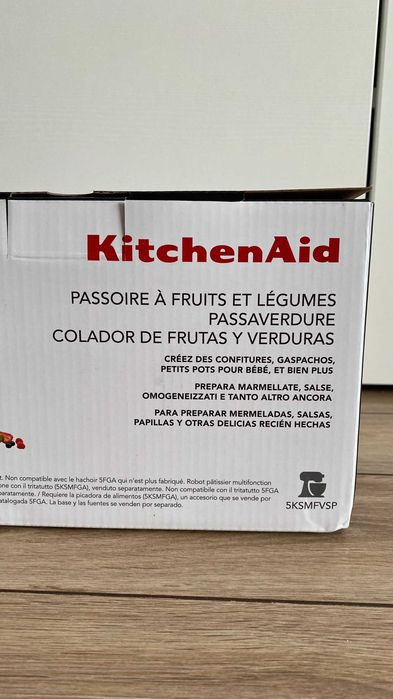 KitchenAid
PASSOIRE À FRUITS ET LÉGUMES
PASSAVERDURE
COLADOR DE FRUTAS Y VERDURAS
CRÉEZ DES CONFITURES, GASPACHOS,
PETITS POTS POUR BÉBÉ, ET BIEN PLUS
PREPARA MARMELLATE, SALSE,
OMOGENEIZZATI E TANTO ALTRO ANCORA
PARA PREPARAR MERMELADAS, SALSAS,
PAPILLAS Y OTRAS DELICIAS RECIÉN HECHAS
t. Non compatible avec le hachoir 5FGA qui n'est plus fabriqué. Robot pâtissier multifonction
one con il tritatutto (5KSMFGA), venduto separatamente. Non compatibile con il tritatutto 5FGA
paratamente. / Requiere la picadora de alimentos (5KSMFGA), un accesorio que se vende por
atalogada 5FGA. La base y las fuentes se venden por separado.
5KSMFVSP